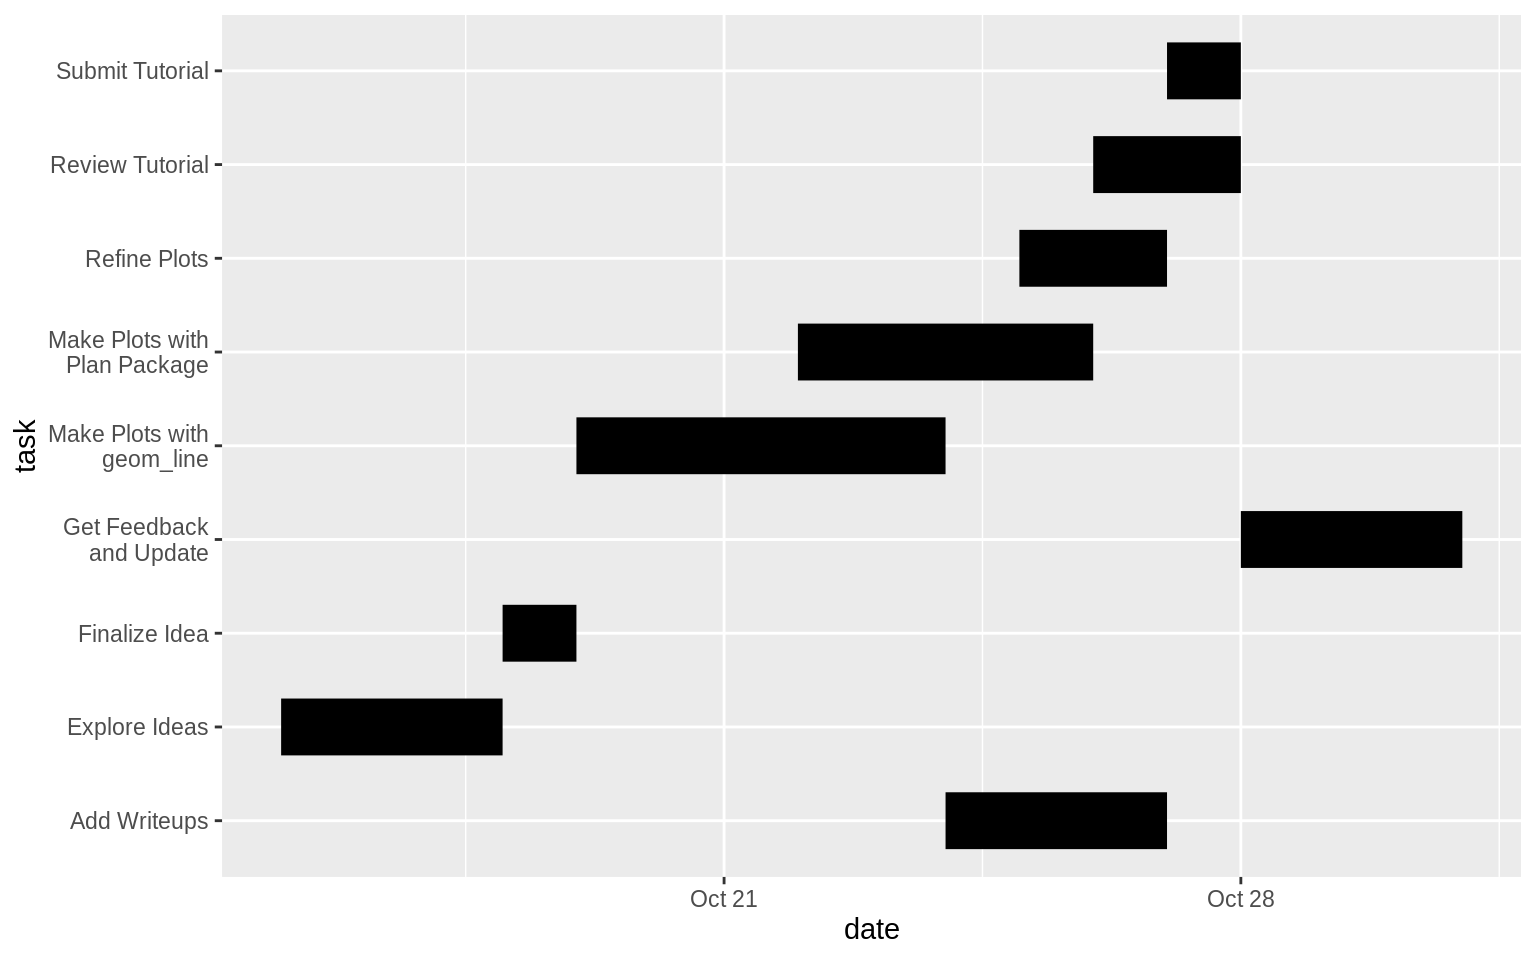 Submit Tutorial
Review Tutorial
Refine Plots
Make Plots with
Plan Package
Make Plots with
geom_line
Get Feedback
and Update
Finalize Idea
Explore Ideas
Add Writeups
task
Oct 21
Oct 28
date